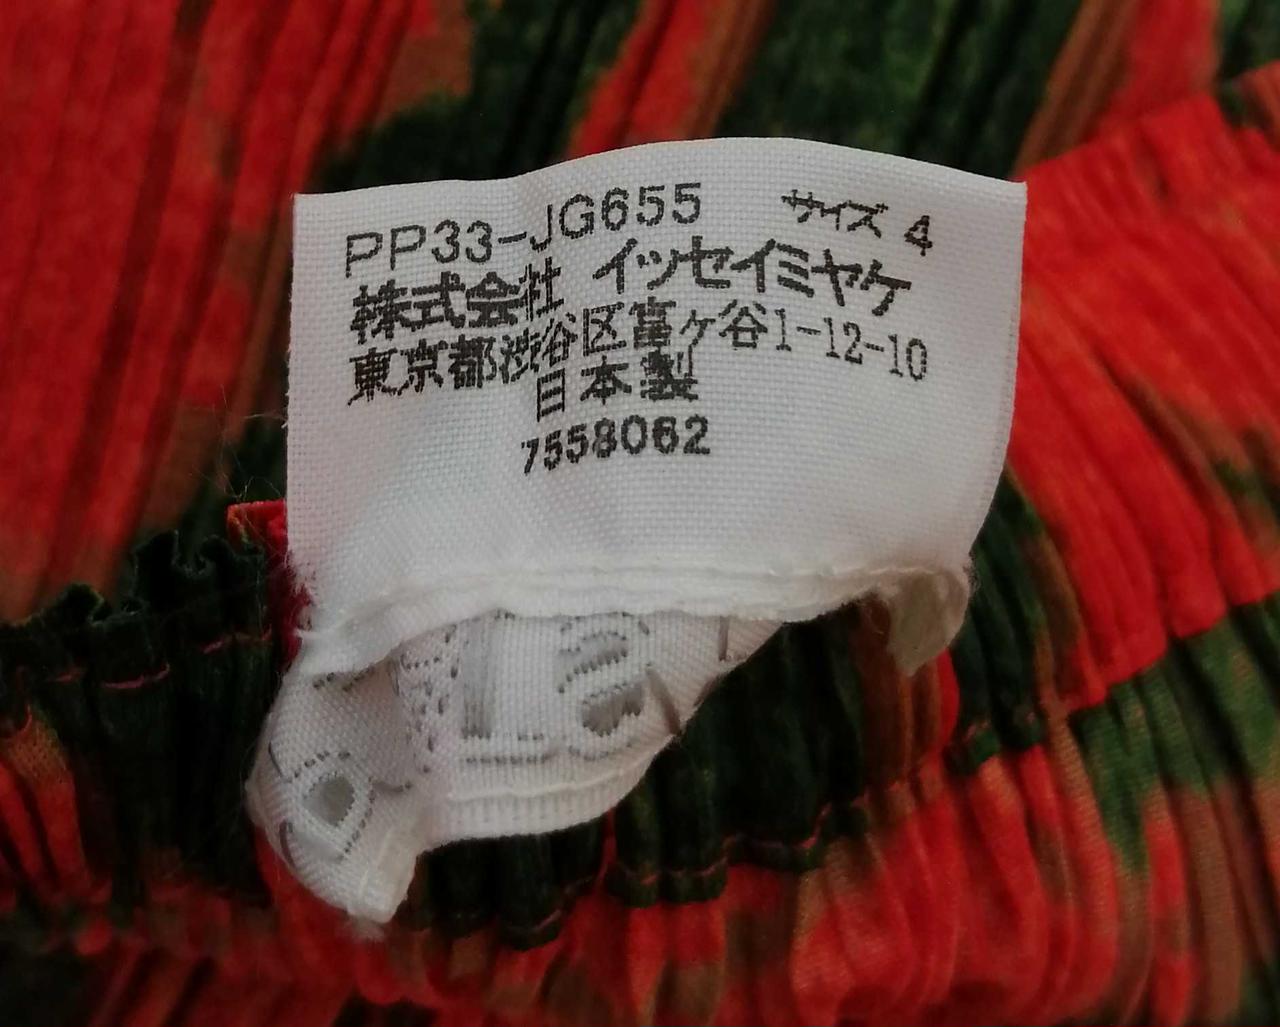 PP33-JG655 サイズ 4
株式会社 イッセイミヤケ
東京都渋谷区富ヶ谷1-12-10
日本製
7558062